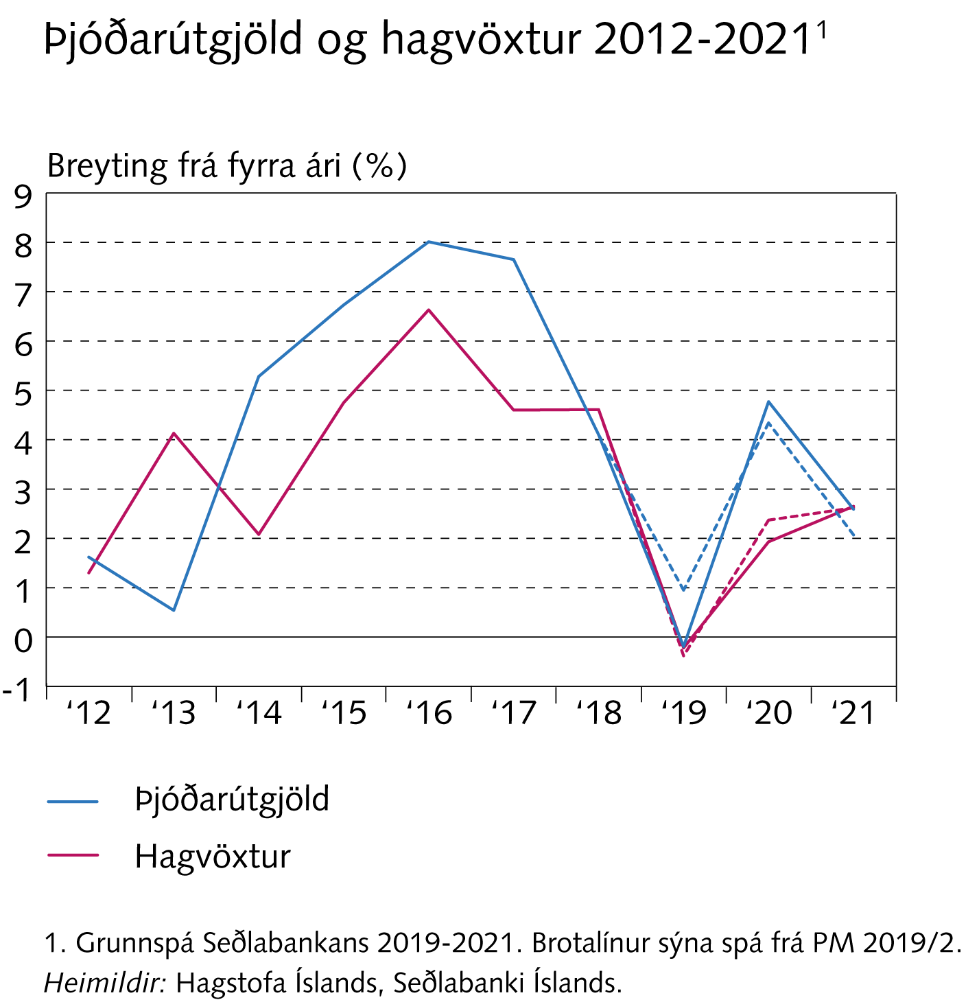 Þjóðarútgjöld og hagvöxtur 2012-2021¹
Breyting frá fyrra ári (%)
9
8
7
6
5
4
3
2
1
0
-1
‘12 ‘13 ‘14 ‘15 ‘16 ‘17 ‘18 ‘19 ‘20 ‘21
Þjóðarútgjöld
Hagvöxtur
1. Grunnspá Seðlabankans 2019-2021. Brotalínur sýna spá frá PM 2019/2.
Heimildir: Hagstofa Íslands, Seðlabanki Íslands.